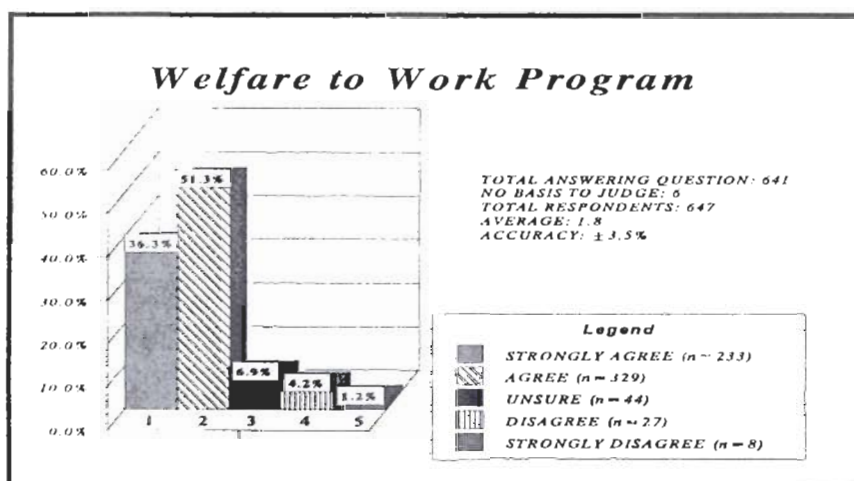 Welfare to Work Program
60.0%
50.0%
40.0%
30.0%
20.0%
10.0%
0.0%
36.3%
51.3%
6.9%
4.2%
1.2%
1 2 3 4 5
TOTAL ANSWERING QUESTION: 641
NO BASIS TO JUDGE: 6
TOTAL RESPONDENTS: 647
AVERAGE: 1.8
ACCURACY: ±3.5%
Legend
STRONGLY AGREE (n=233)
AGREE (n=329)
UNSURE (n=44)
DISAGREE (n=27)
STRONGLY DISAGREE (n=8)